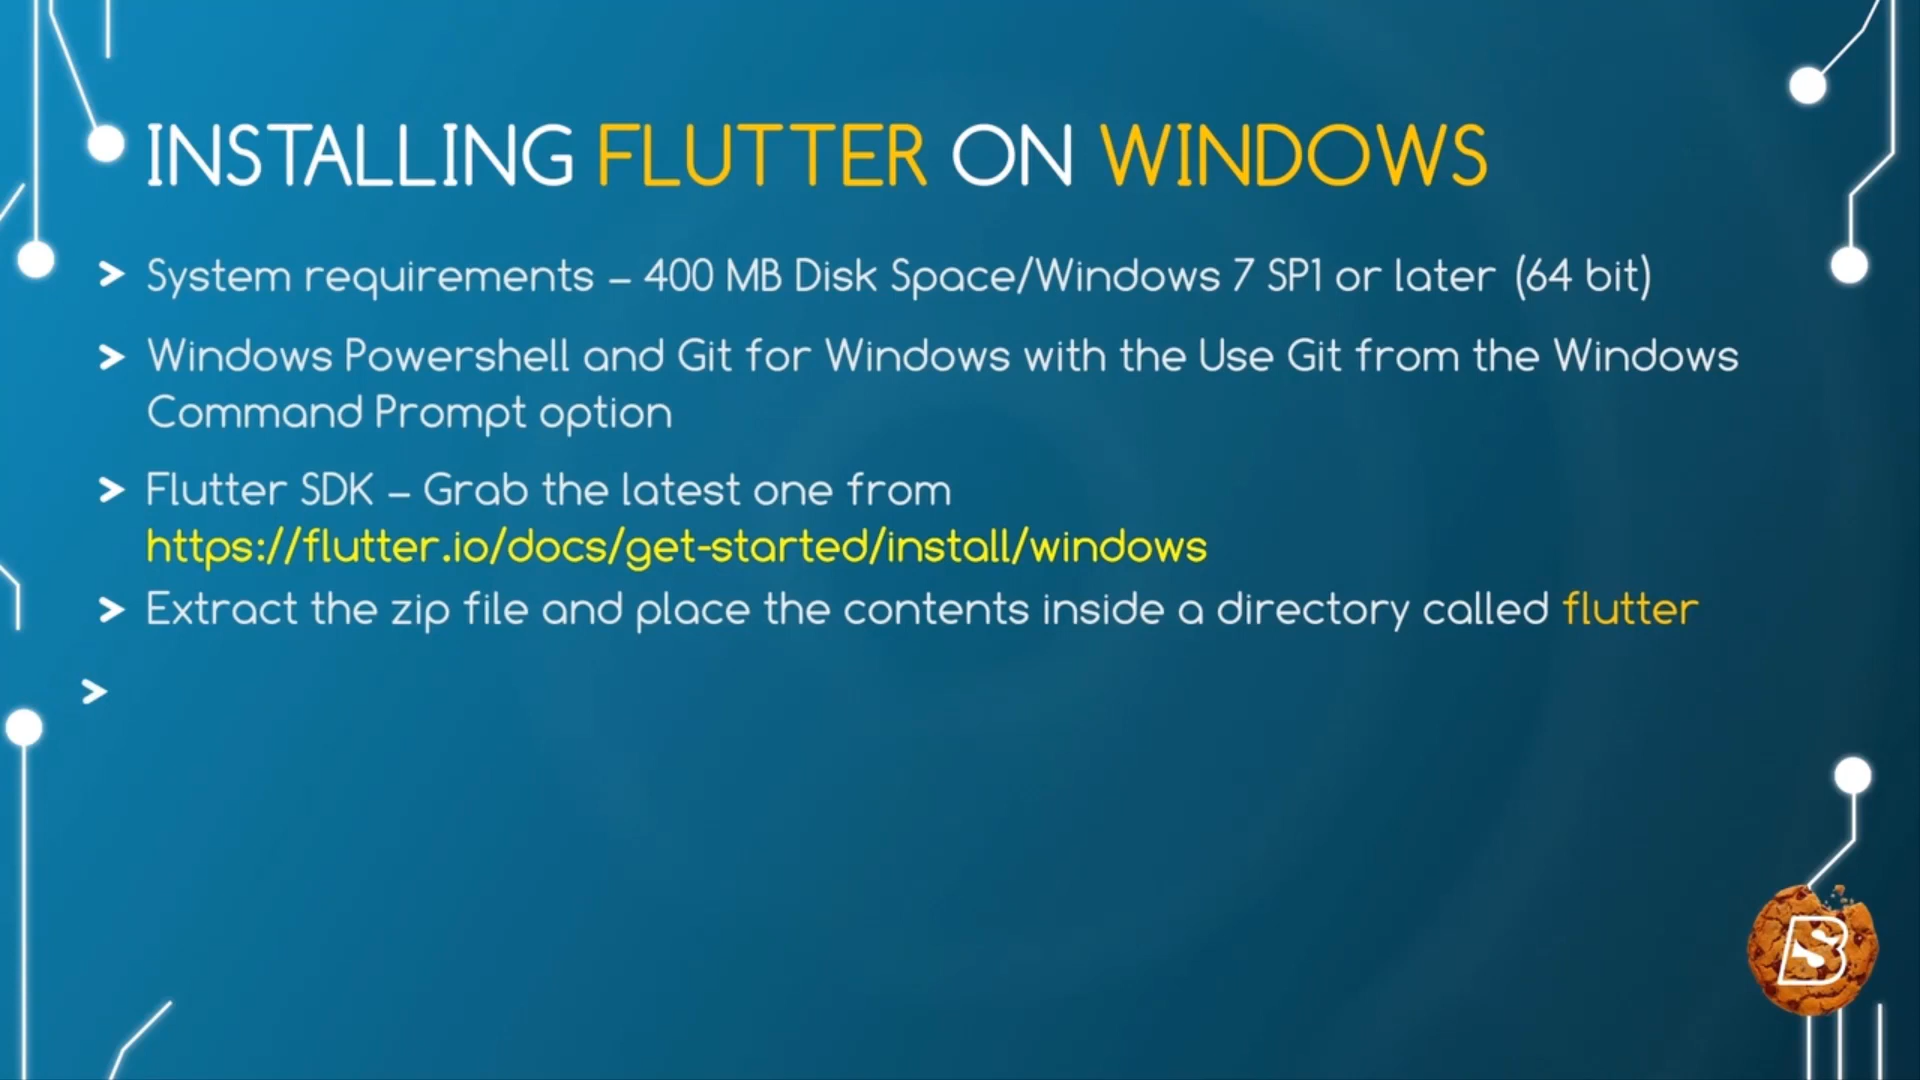 INSTALLING FLUTTER ON WINDOWS
> System requirements – 400 MB Disk Space/Windows 7 SP1 or later (64 bit)
> Windows Powershell and Git for Windows with the Use Git from the Windows
Command Prompt option
> Flutter SDK – Grab the latest one from
https://flutter.io/docs/get-started/install/windows
> Extract the zip file and place the contents inside a directory called flutter
>